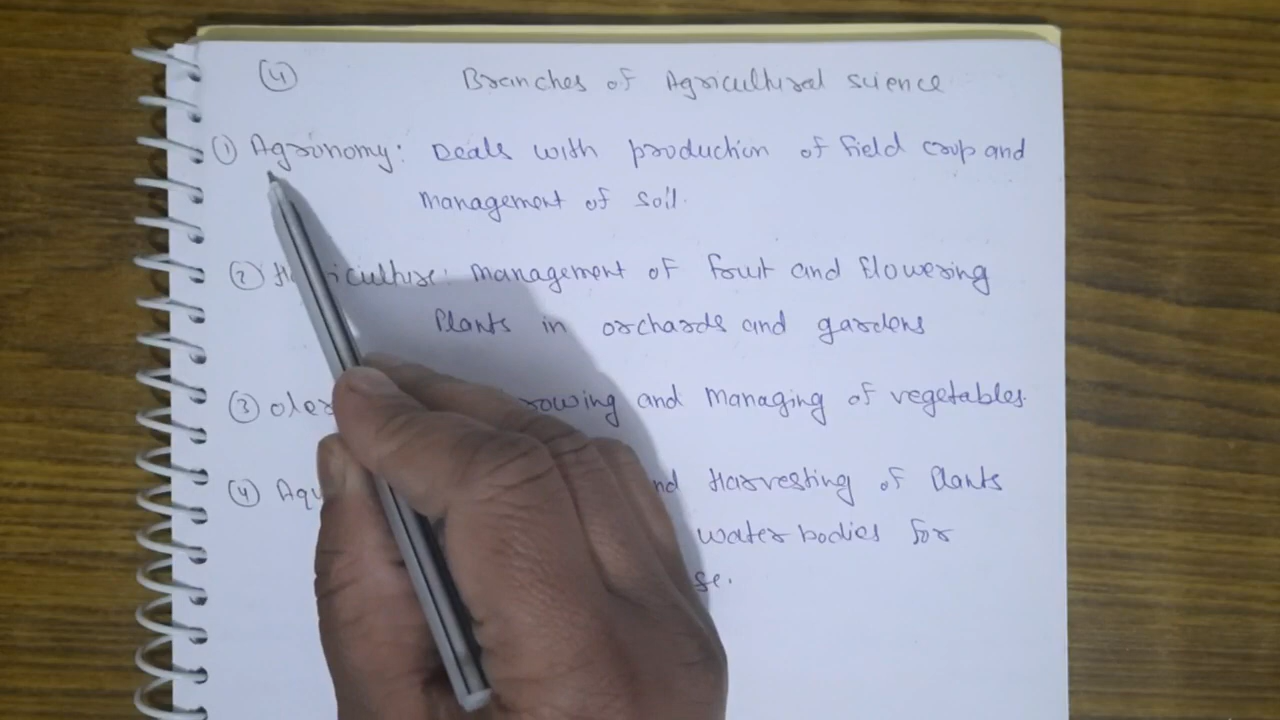 4 Branches of Agricultural science
1 Agronomy: Deals with production of field crop and
management of soil.
2 management of fruit and flowering
Plants in orchards and gardens
3 and managing of vegetables.
4 Harvesting of Plants
water bodies for